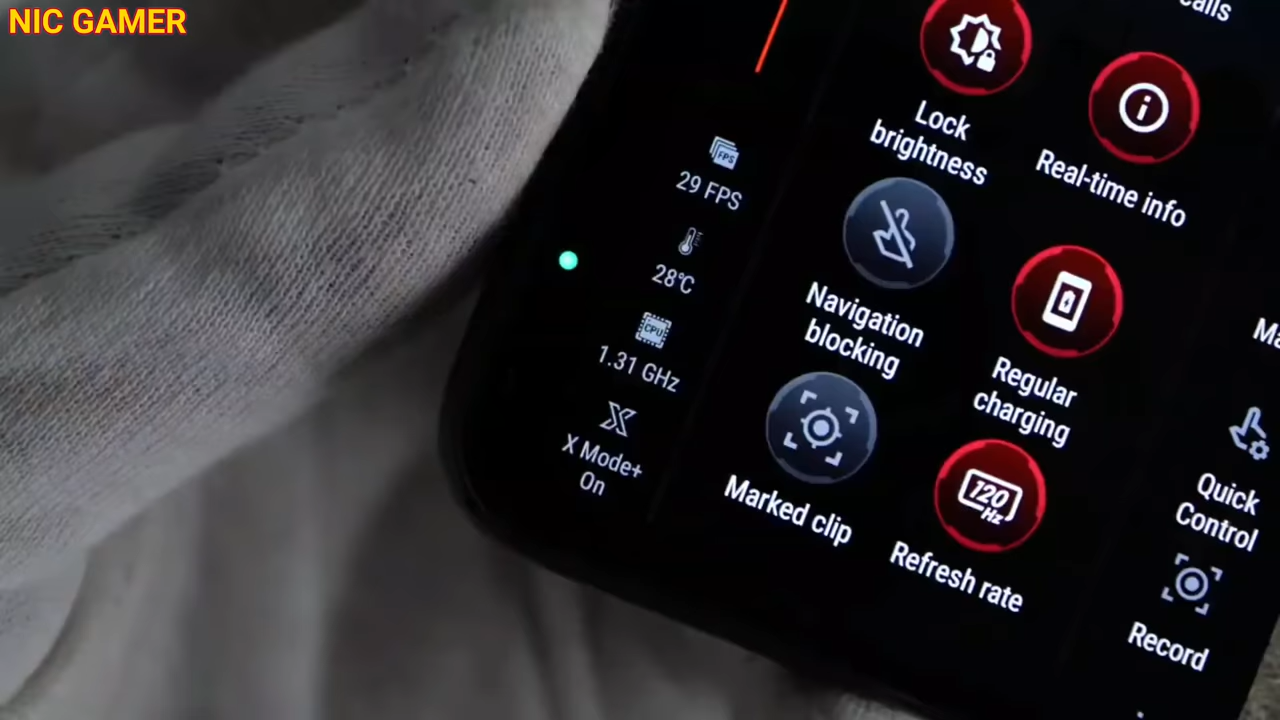 NIC GAMER
calls
Lock
brightness
Real-time info
FPS
29 FPS
28°C
CPU
1.31 GHz
X Mode+
On
Navigation
blocking
Regular
charging
Marked clip
120
Hz
Refresh rate
Quick
Control
Record